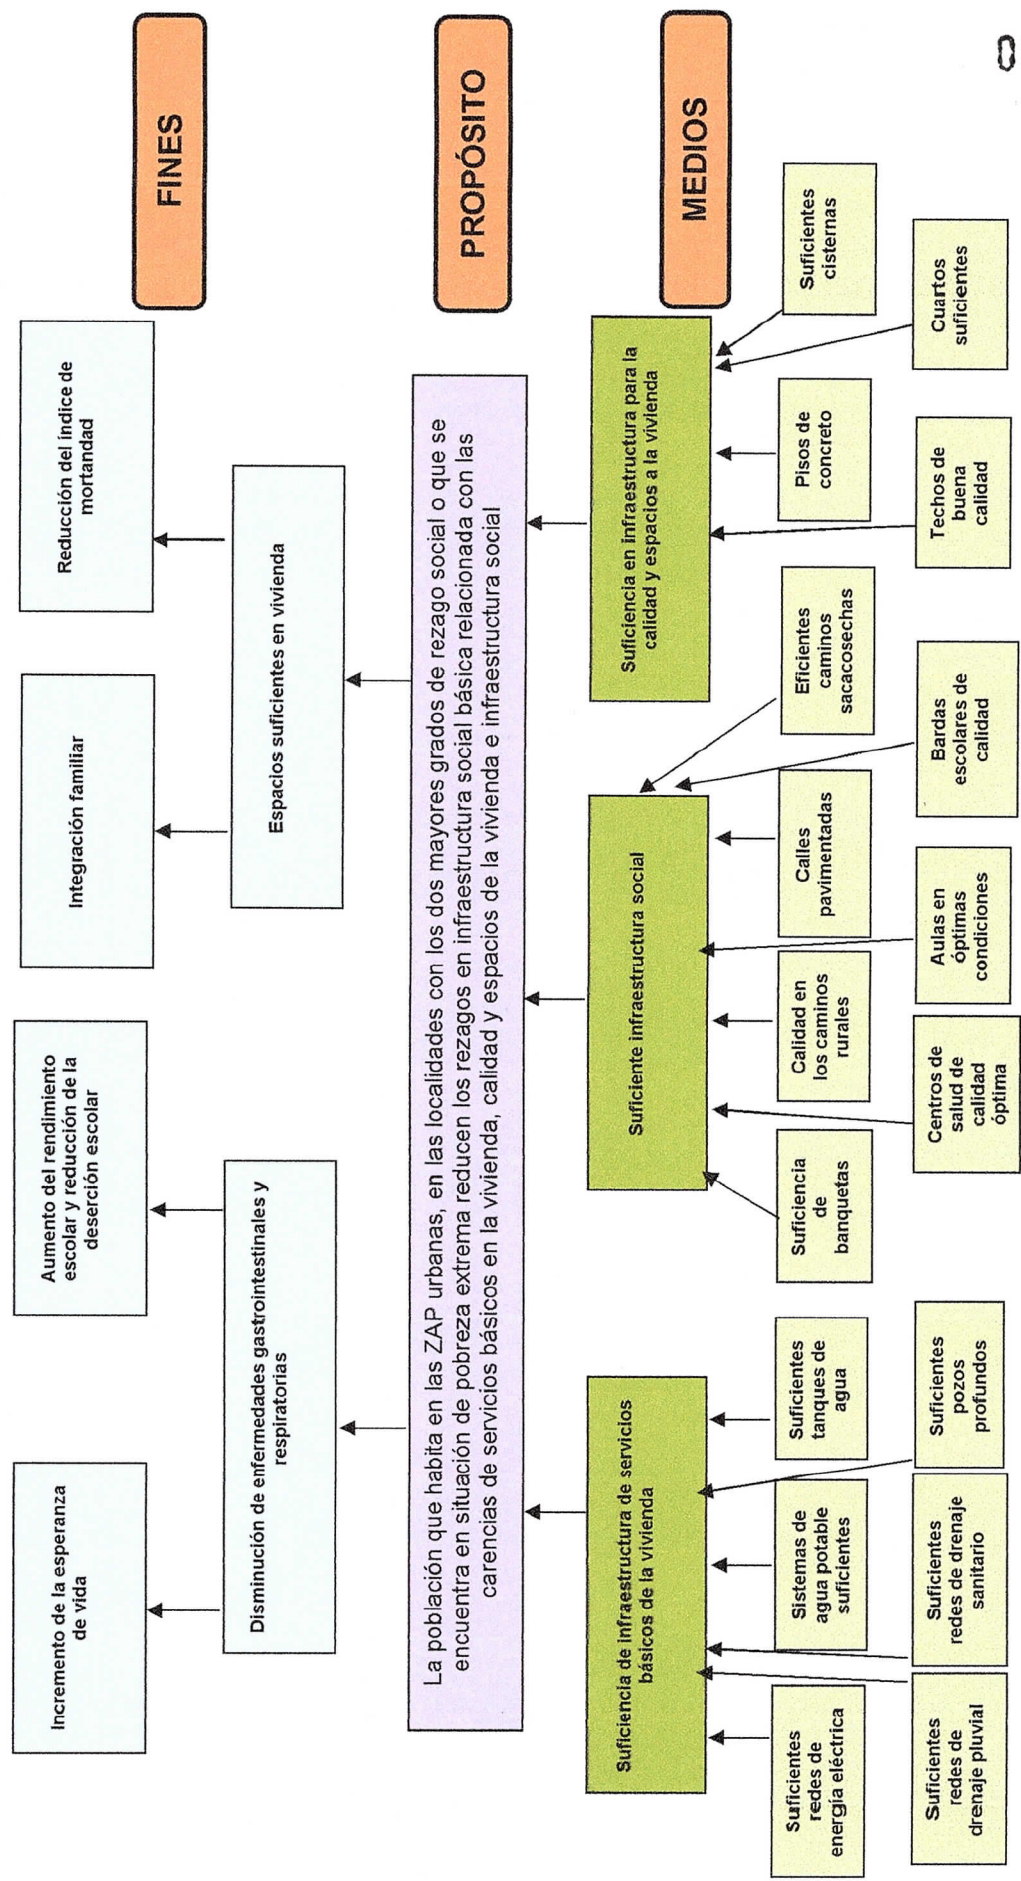 Incremento de la esperanza
de vida
Aumento del rendimiento
escolar y reducción de la
deserción escolar
Integración familiar
Reducción del índice de
mortandad
FINES
Disminución de enfermedades gastrointestinales y
respiratorias
Espacios suficientes en vivienda
La población que habita en las ZAP urbanas, en las localidades con los dos mayores grados de rezago social o que se
encuentra en situación de pobreza extrema reducen los rezagos en infraestructura social básica relacionada con las
carencias de servicios básicos en la vivienda, calidad y espacios de la vivienda e infraestructura social
PROPÓSITO
Suficiencia de infraestructura de servicios
básicos de la vivienda
Suficiente infraestructura social
Suficiencia en infraestructura para la
calidad y espacios a la vivienda
MEDIOS
Suficientes
redes de
energía eléctrica
Sistemas de
agua potable
suficientes
Suficientes
tanques de
agua
Suficiencia
de
banquetas
Calidad en
los caminos
rurales
Calles
pavimentadas
Eficientes
caminos
sacacosechas
Pisos de
concreto
Suficientes
cisternas
Suficientes
redes de
drenaje pluvial
Suficientes
redes de drenaje
sanitario
Suficientes
pozos
profundos
Centros de
salud de
calidad
óptima
Aulas en
óptimas
condiciones
Bardas
escolares de
calidad
Techos de
buena
calidad
Cuartos
suficientes